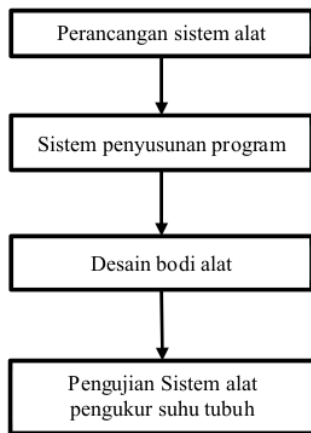 Perancangan sistem alat
Sistem penyusunan program
Desain bodi alat
Pengujian Sistem alat
pengukur suhu tubuh